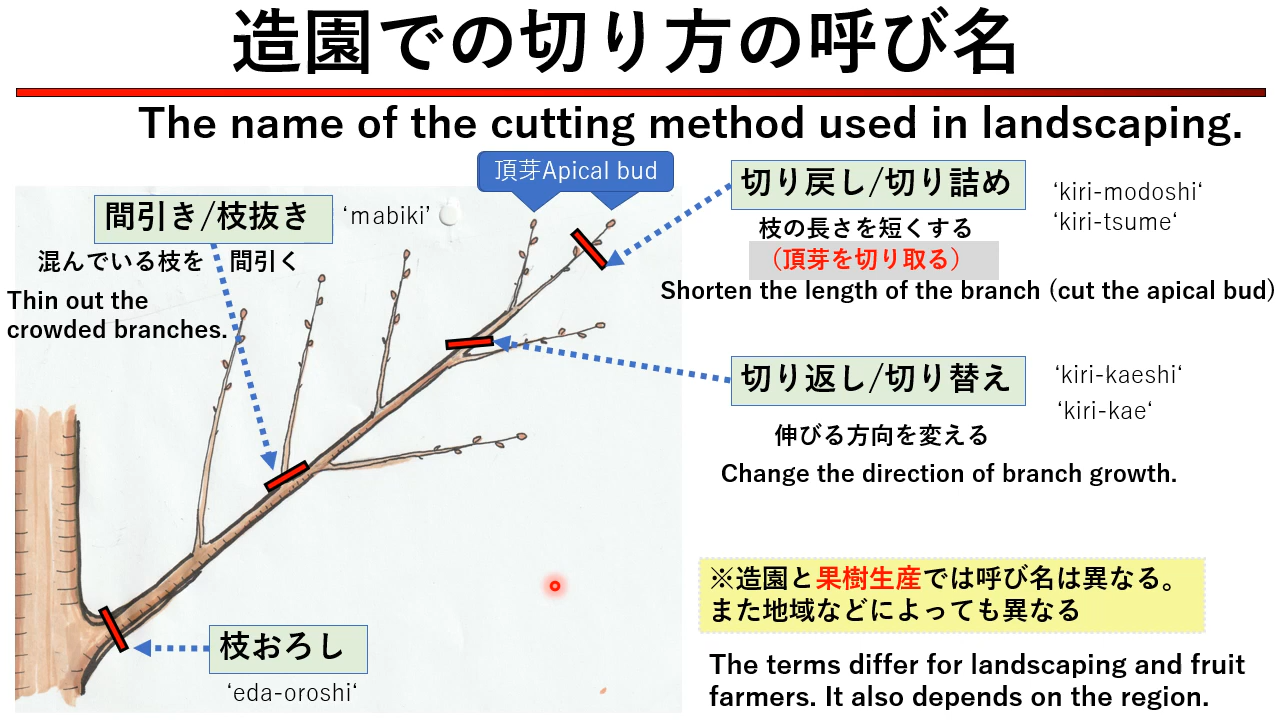 造園での切り方の呼び名
The name of the cutting method used in landscaping.
頂芽Apical bud
間引き/枝抜き
‘mabiki’
混んでいる枝を　間引く
Thin out the
crowded branches.
切り戻し/切り詰め
‘kiri-modoshi‘
‘kiri-tsume‘
枝の長さを短くする
（頂芽を切り取る）
Shorten the length of the branch (cut the apical bud)
切り返し/切り替え
‘kiri-kaeshi‘
‘kiri-kae‘
伸びる方向を変える
Change the direction of branch growth.
枝おろし
‘eda-oroshi‘
※造園と果樹生産では呼び名は異なる。
また地域などによっても異なる
The terms differ for landscaping and fruit
farmers. It also depends on the region.